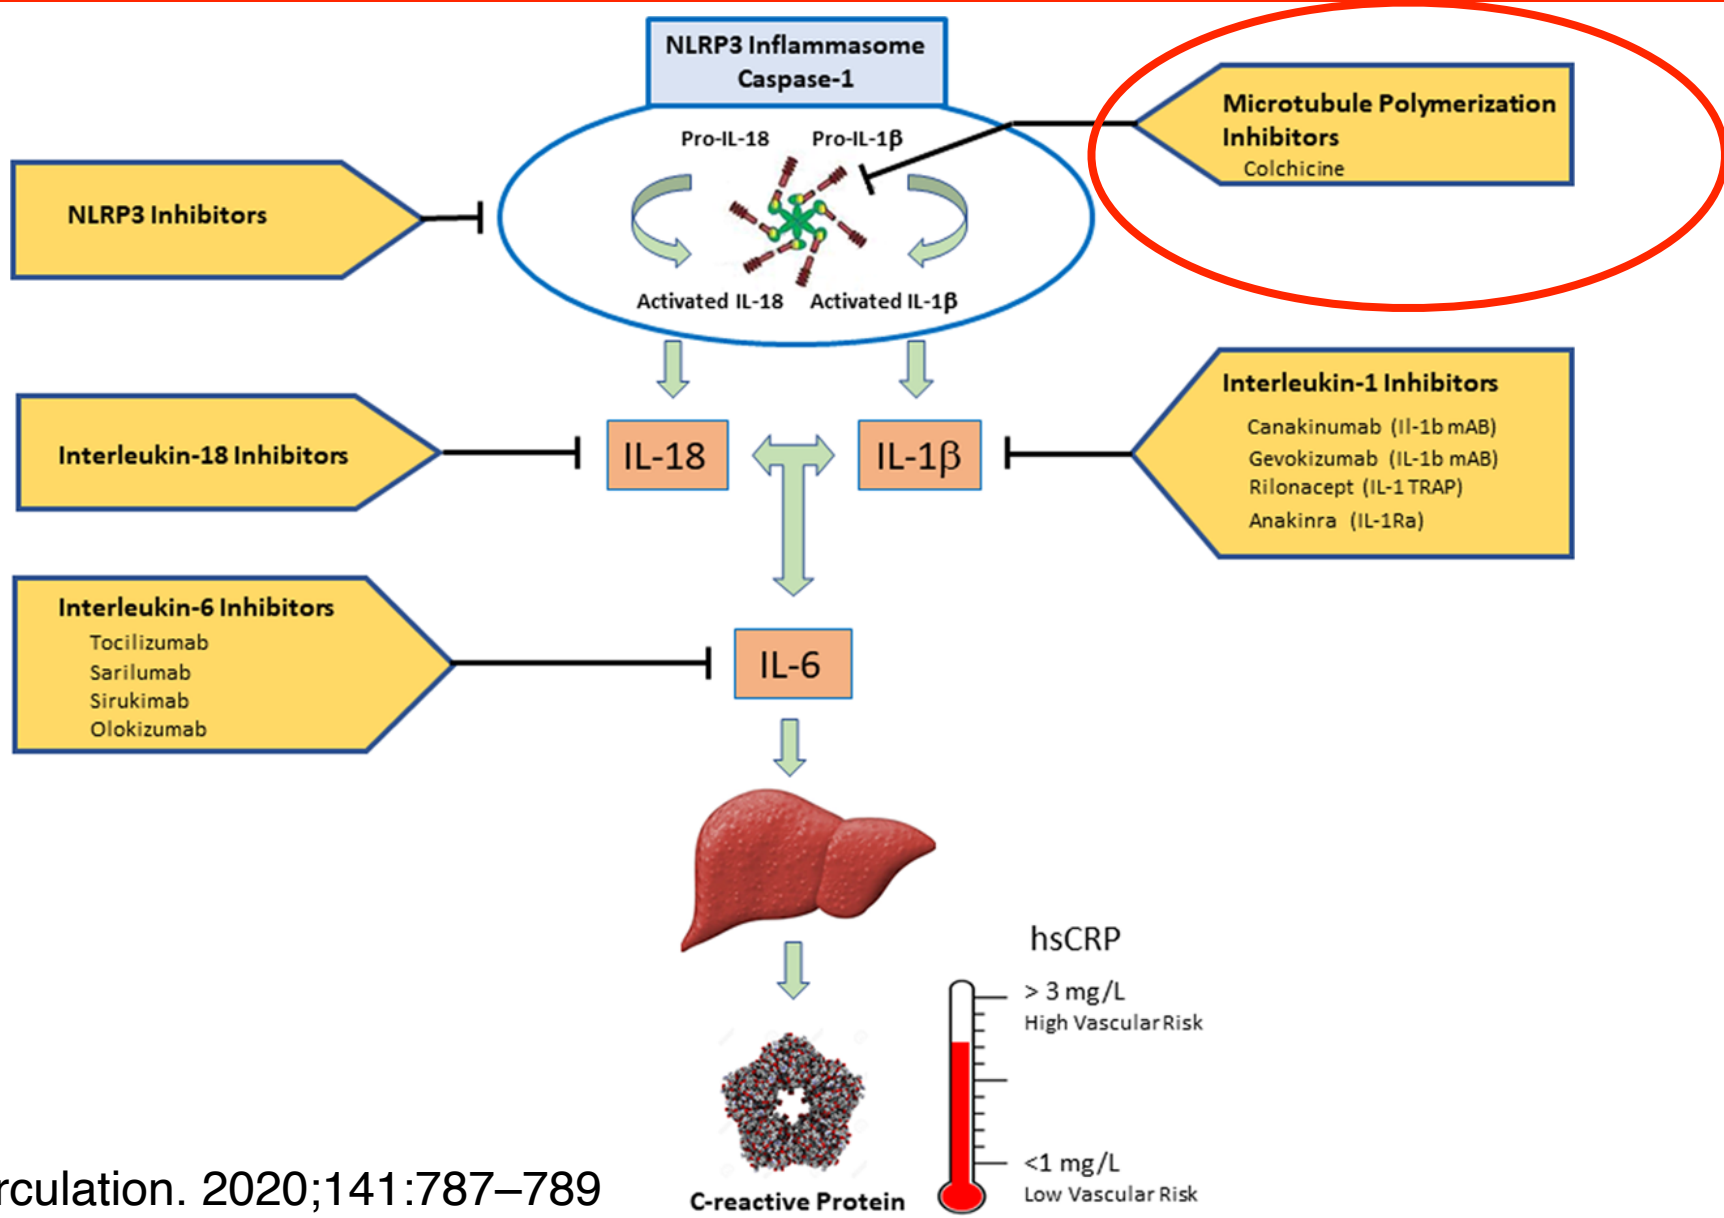 NLRP3 Inflammasome
Caspase-1
Pro-IL-18
Pro-IL-1β
Activated IL-18
Activated IL-1β
Microtubule Polymerization
Inhibitors
Colchicine
NLRP3 Inhibitors
Interleukin-18 Inhibitors
IL-18
IL-1β
Interleukin-1 Inhibitors
Canakinumab (Il-1b mAB)
Gevokizumab (IL-1b mAB)
Rilonacept (IL-1 TRAP)
Anakinra (IL-1Ra)
Interleukin-6 Inhibitors
Tocilizumab
Sarilumab
Sirukimab
Olokizumab
IL-6
hsCRP
> 3 mg/L
High Vascular Risk
<1 mg/L
Low Vascular Risk
C-reactive Protein
rculation. 2020;141:787–789